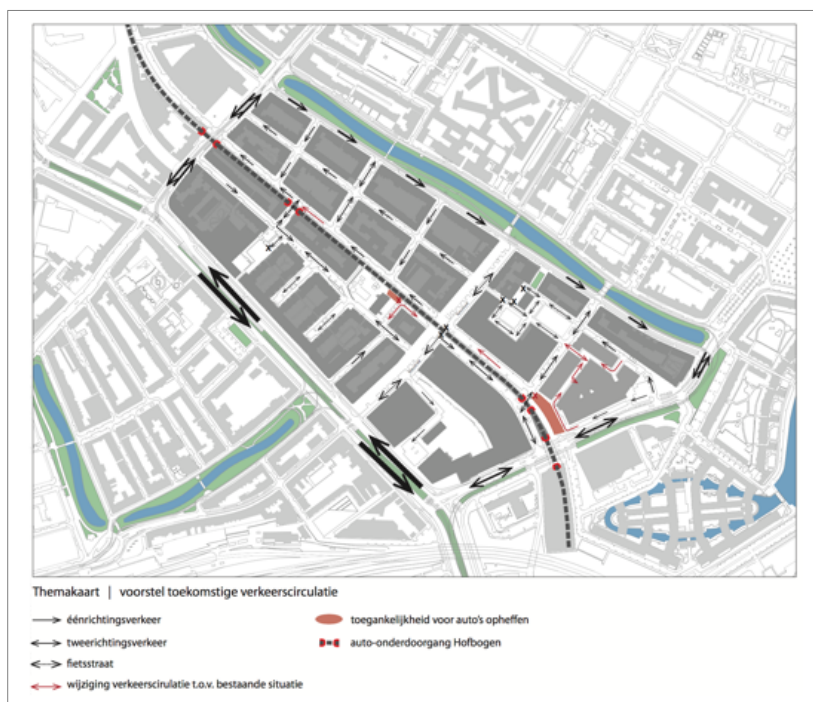 Themakaart | voorstel toekomstige verkeerscirculatie
éénrichtingsverkeer
tweerichtingsverkeer
fietsstraat
wijziging verkeerscirulatie t.o.v. bestaande situatie
toegankelijkheid voor auto's opheffen
auto-onderdoorgang Hofbogen